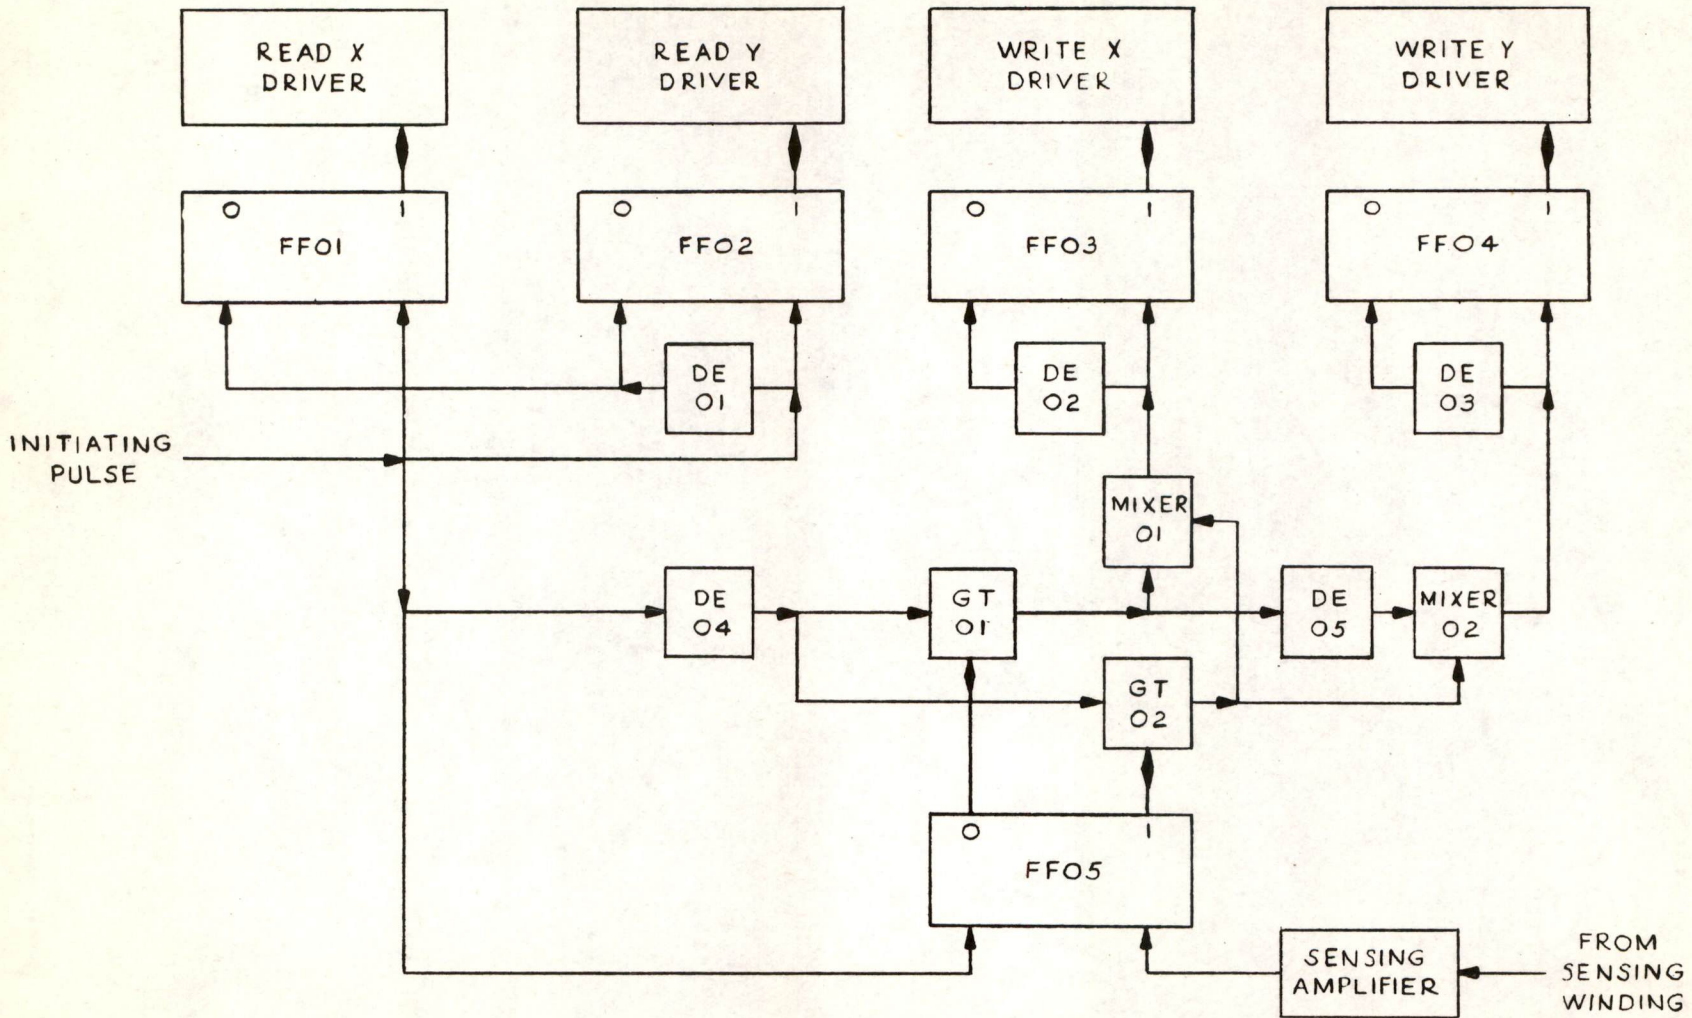 READ X
DRIVER
READ Y
DRIVER
WRITE X
DRIVER
WRITE Y
DRIVER
0 1
FF01
0 1
FF02
0 1
FF03
0 1
FF04
DE
01
DE
02
DE
03
INITIATING
PULSE
MIXER
01
DE
04
GT
01
DE
05
MIXER
02
GT
02
0 1
FF05
SENSING
AMPLIFIER
FROM
SENSING
WINDING